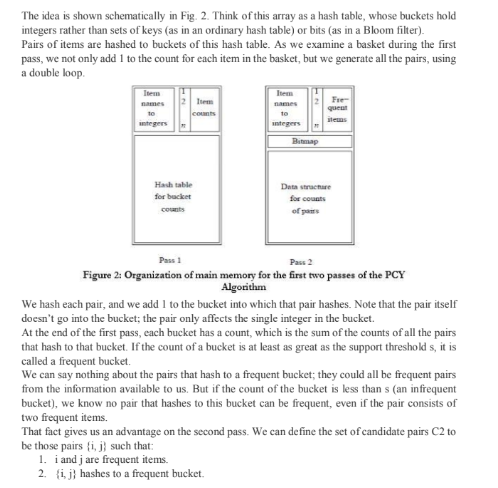 The idea is shown schematically in Fig. 2. Think of this array as a hash table, whose buckets hold
integers rather than sets of keys (as in an ordinary hash table) or bits (as in a Bloom filter).
Pairs of items are hashed to buckets of this hash table. As we examine a basket during the first
pass, we not only add 1 to the count for each item in the basket, but we generate all the pairs, using
a double loop.
Item
names
to
integers
1
2
n
Item
counts
Hash table
for bucket
counts
Item
names
to
integers
1
2
n
Fre-
quent
items
Bitmap
Data structure
for counts
of pairs
Pass 1
Pass 2
Figure 2: Organization of main memory for the first two passes of the PCY
Algorithm
We hash each pair, and we add 1 to the bucket into which that pair hashes. Note that the pair itself
doesn't go into the bucket; the pair only affects the single integer in the bucket.
At the end of the first pass, each bucket has a count, which is the sum of the counts of all the pairs
that hash to that bucket. If the count of a bucket is at least as great as the support threshold s, it is
called a frequent bucket.
We can say nothing about the pairs that hash to a frequent bucket; they could all be frequent pairs
from the information available to us. But if the count of the bucket is less than s (an infrequent
bucket), we know no pair that hashes to this bucket can be frequent, even if the pair consists of
two frequent items.
That fact gives us an advantage on the second pass. We can define the set of candidate pairs C2 to
be those pairs {i, j} such that:
1. i and j are frequent items.
2. {i, j} hashes to a frequent bucket.